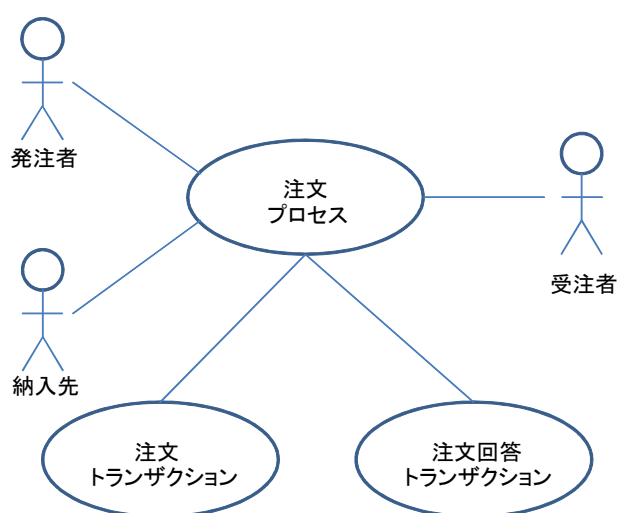 発注者
注文
プロセス
受注者
納入先
注文
トランザクション
注文回答
トランザクション